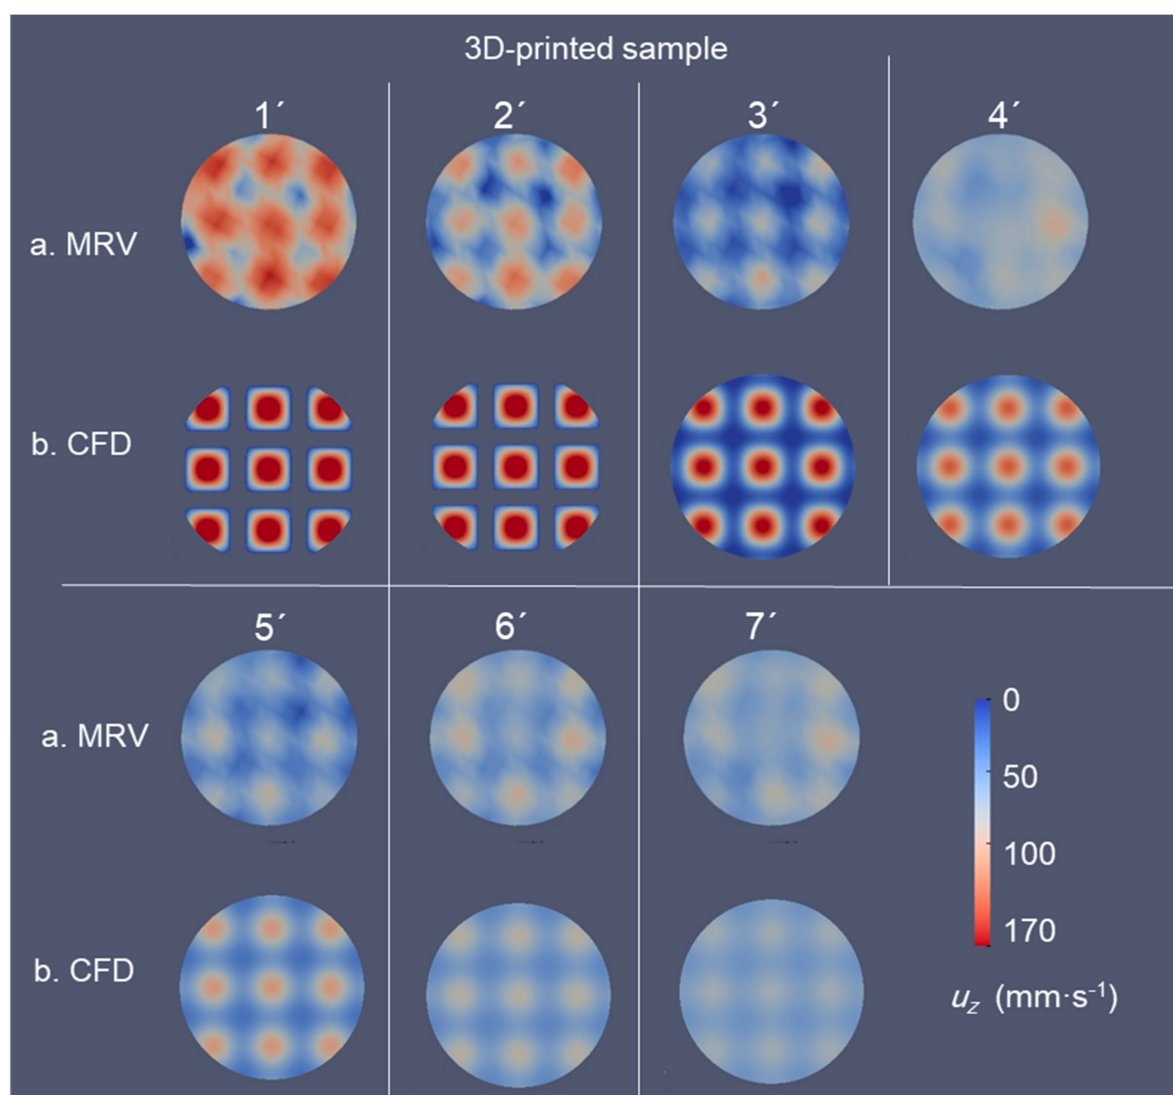 3D-printed sample
1´ 2´ 3´ 4´
a. MRV
b. CFD
5´ 6´ 7´
a. MRV
0
50
100
170
b. CFD
uz (mm·s-1)